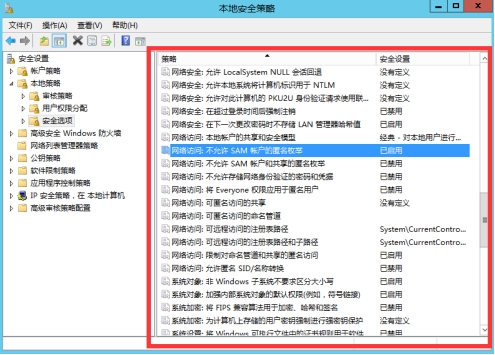 本地安全策略
文件(F) 操作(A) 查看(V) 帮助(H)
安全设置
帐户策略
本地策略
审核策略
用户权限分配
安全选项
高级安全 Windows 防火墙
网络列表管理器策略
公钥策略
软件限制策略
应用程序控制策略
IP 安全策略，在 本地计算机
高级审核策略配置
策略 安全设置
网络安全: 允许 LocalSystem NULL 会话回退 没有定义
网络安全: 允许本地系统将计算机标识用于 NTLM 没有定义
网络安全: 允许对此计算机的 PKU2U 身份验证请求使用联... 没有定义
网络安全: 在超过登录时间后强制注销 已禁用
网络安全: 在下一次更改密码时不存储 LAN 管理器哈希值 已启用
网络访问: 本地帐户的共享和安全模型 经典 - 对本地用户进行...
网络访问: 不允许 SAM 帐户的匿名枚举 已启用
网络访问: 不允许 SAM 帐户和共享的匿名枚举 已禁用
网络访问: 不允许存储网络身份验证的密码和凭据 已禁用
网络访问: 将 Everyone 权限应用于匿名用户 已禁用
网络访问: 可匿名访问的共享 没有定义
网络访问: 可匿名访问的命名管道
网络访问: 可远程访问的注册表路径 System\CurrentContro...
网络访问: 可远程访问的注册表路径和子路径 System\CurrentContro...
网络访问: 限制对命名管道和共享的匿名访问 已启用
网络访问: 允许匿名 SID/名称转换 已禁用
系统对象: 非 Windows 子系统不要求区分大小写 已启用
系统对象: 加强内部系统对象的默认权限(例如，符号链接) 已启用
系统加密: 将 FIPS 兼容算法用于加密、哈希和签名 已禁用
系统加密: 为计算机上存储的用户密钥强制进行强密钥保护 没有定义
系统设置: 将 Windows 可执行文件中的证书规则用于软件... 已禁用